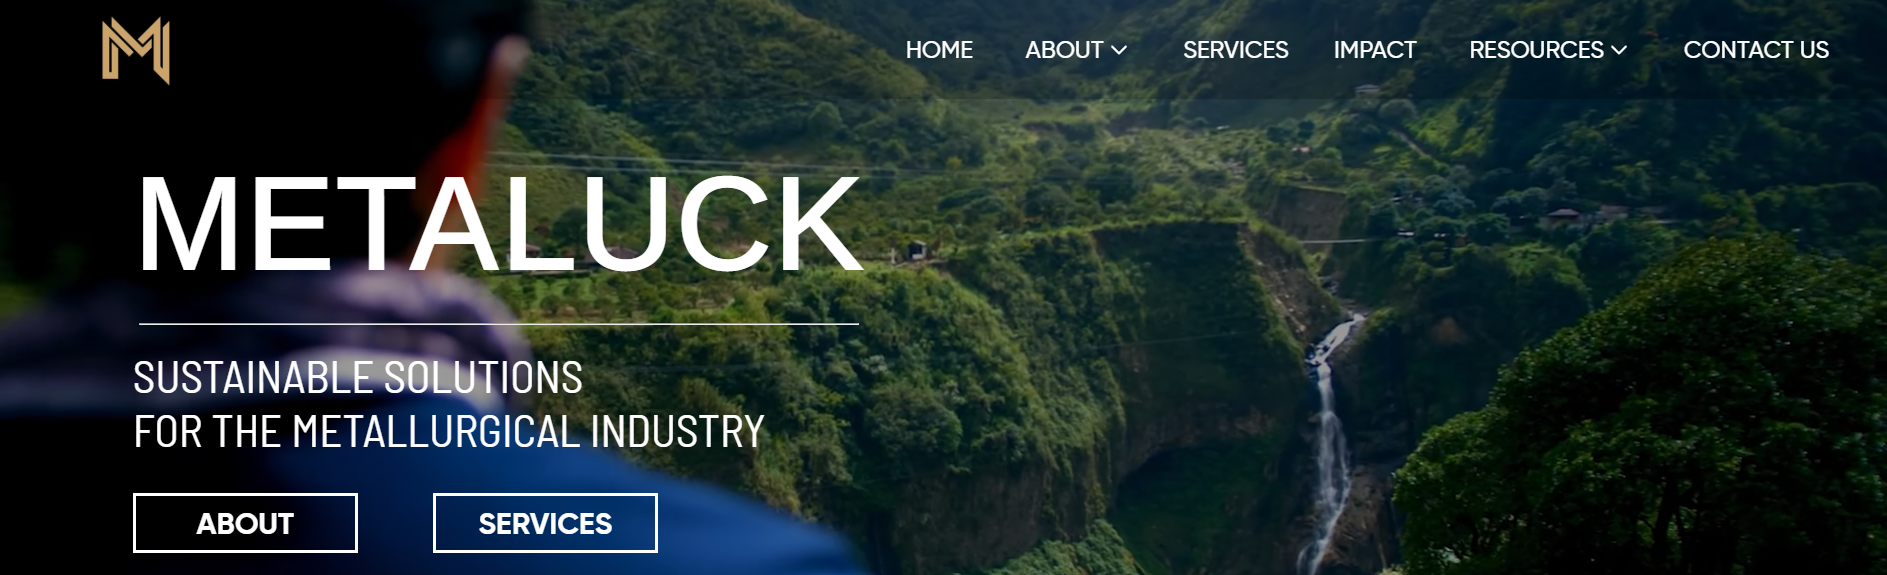 M
HOME ABOUT SERVICES IMPACT RESOURCES CONTACT US
METALUCK
SUSTAINABLE SOLUTIONS
FOR THE METALLURGICAL INDUSTRY
ABOUT SERVICES